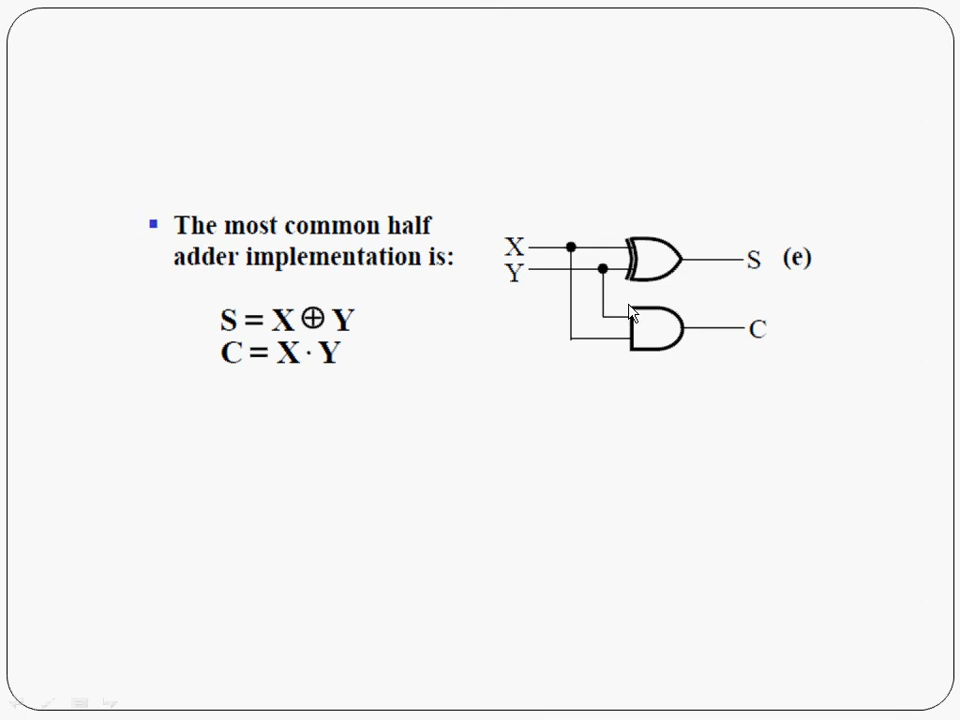 The most common half
adder implementation is:
S = X ⊕ Y
C = X · Y
X
Y
S (e)
C